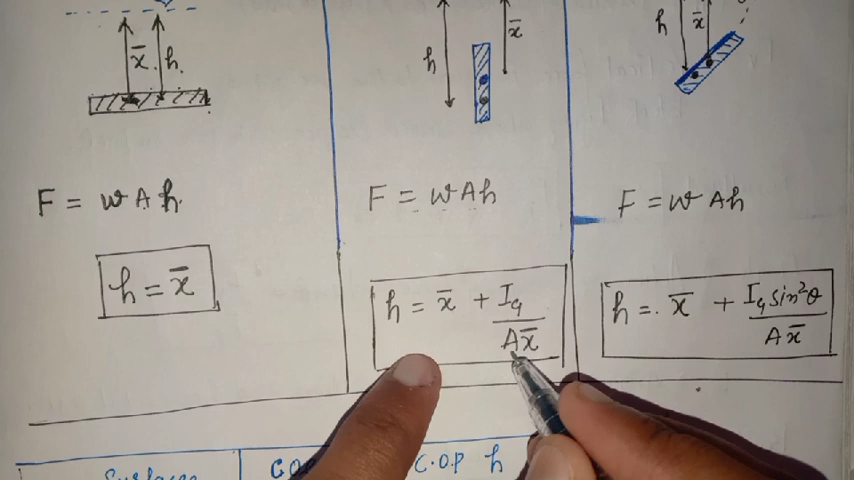 x̄ h.
h x̄
h x̄
F = w A h.
h = x̄
F = w A h
h = x̄ + I_G / A x̄
F = w A h
h = . x̄ + I_G sin²θ / A x̄
C.O.P h